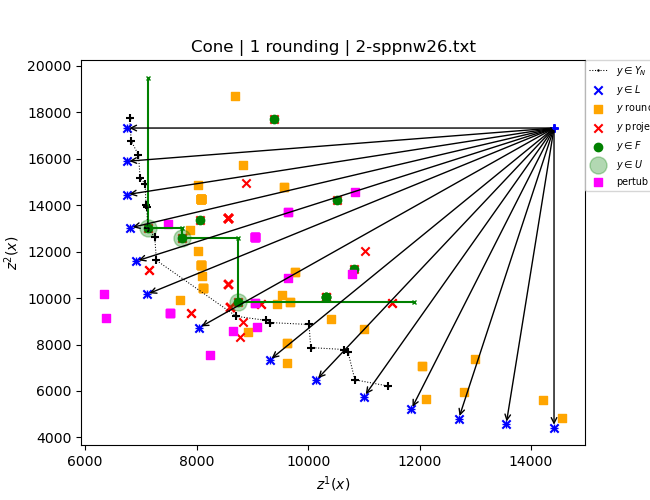 Cone | 1 rounding | 2-sppnw26.txt
20000
18000
16000
14000
12000
10000
8000
6000
4000
z²(x)
6000 8000 10000 12000 14000
z¹(x)
y ∈ Y_N
y ∈ L
y roun
y proje
y ∈ F
y ∈ U
pertub